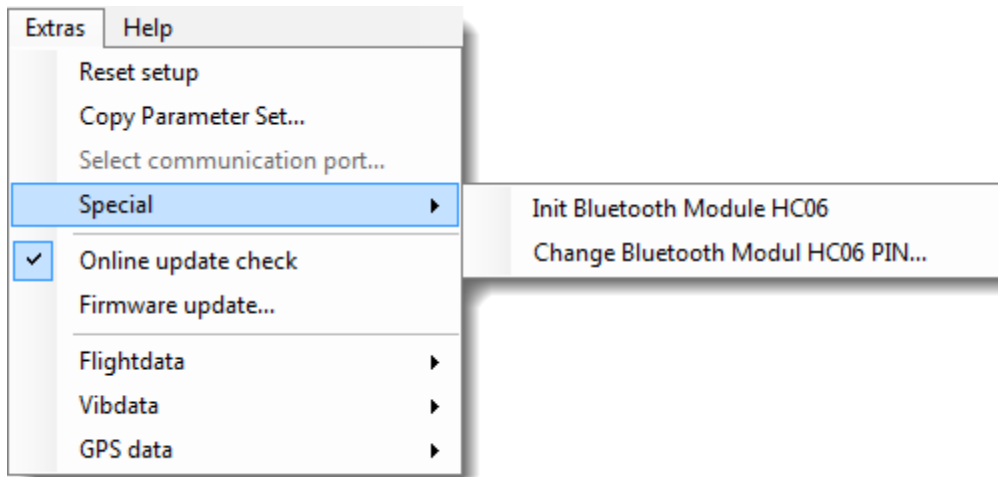 Extras Help
Reset setup
Copy Parameter Set...
Select communication port...
Special
Init Bluetooth Module HC06
Change Bluetooth Modul HC06 PIN...
Online update check
Firmware update...
Flightdata
Vibdata
GPS data